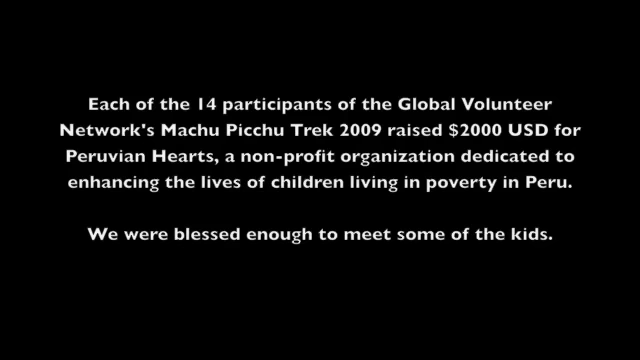 Each of the 14 participants of the Global Volunteer
Network's Machu Picchu Trek 2009 raised $2000 USD for
Peruvian Hearts, a non-profit organization dedicated to
enhancing the lives of children living in poverty in Peru.
We were blessed enough to meet some of the kids.